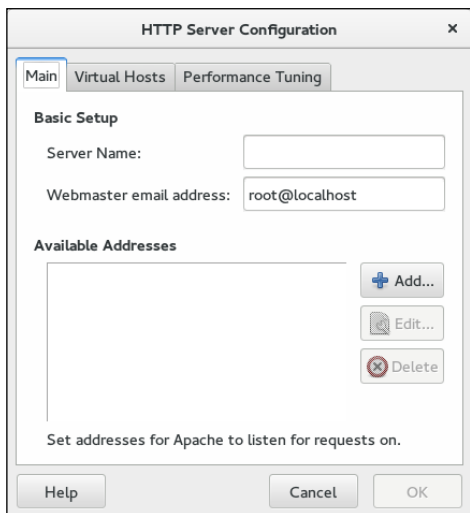 HTTP Server Configuration ×
Main Virtual Hosts Performance Tuning
Basic Setup
Server Name:
Webmaster email address: root@localhost
Available Addresses
Add...
Edit...
Delete
Set addresses for Apache to listen for requests on.
Help Cancel OK